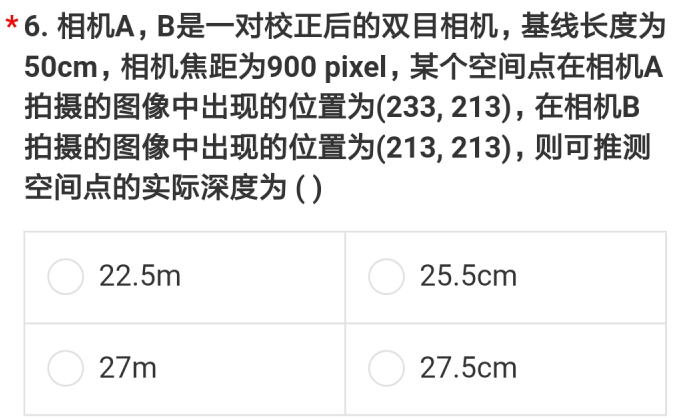 *6. 相机A，B是一对校正后的双目相机，基线长度为
50cm，相机焦距为900 pixel，某个空间点在相机A
拍摄的图像中出现的位置为(233, 213)，在相机B
拍摄的图像中出现的位置为(213, 213)，则可推测
空间点的实际深度为 ( )
22.5m
25.5cm
27m
27.5cm